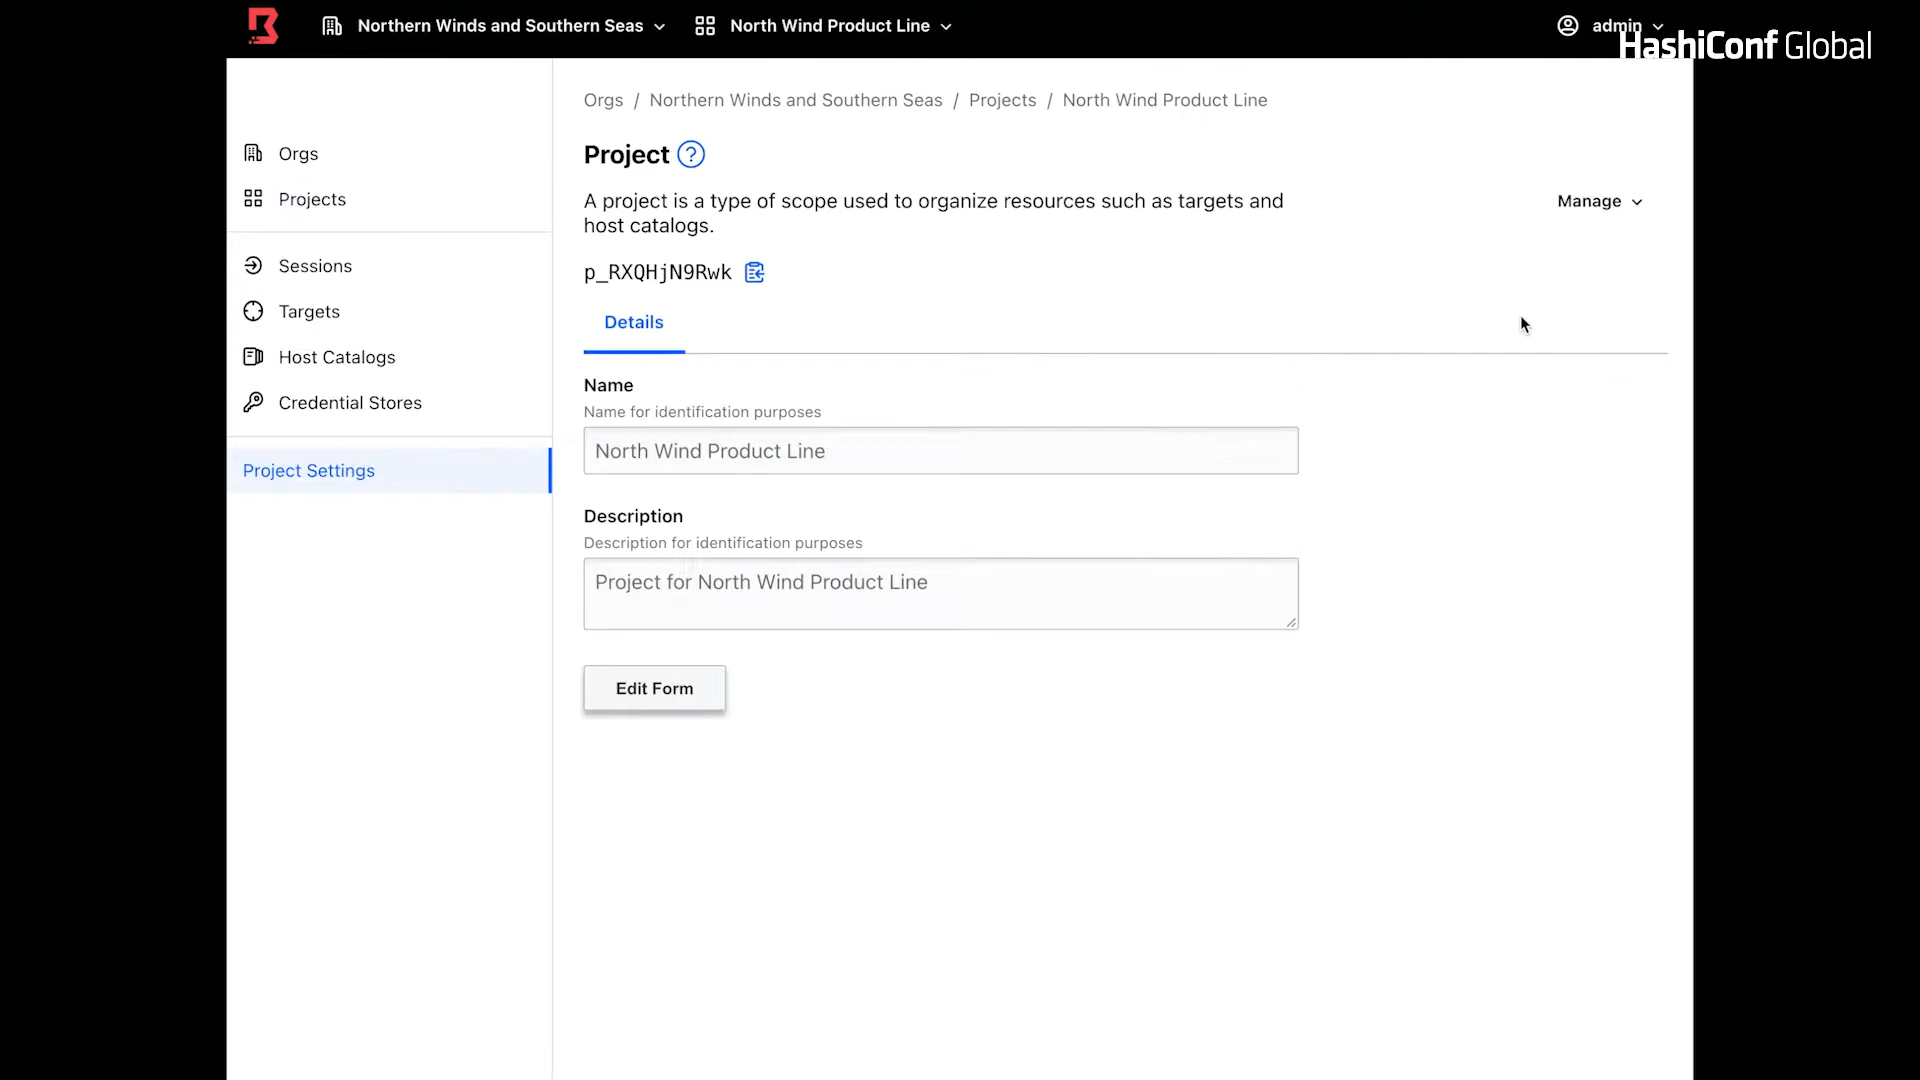 Northern Winds and Southern Seas
North Wind Product Line
admin
HashiConf Global
Orgs / Northern Winds and Southern Seas / Projects / North Wind Product Line
Orgs
Projects
Sessions
Targets
Host Catalogs
Credential Stores
Project Settings
Project ?
A project is a type of scope used to organize resources such as targets and
host catalogs.
Manage
p_RXQHjN9Rwk
Details
Name
Name for identification purposes
North Wind Product Line
Description
Description for identification purposes
Project for North Wind Product Line
Edit Form